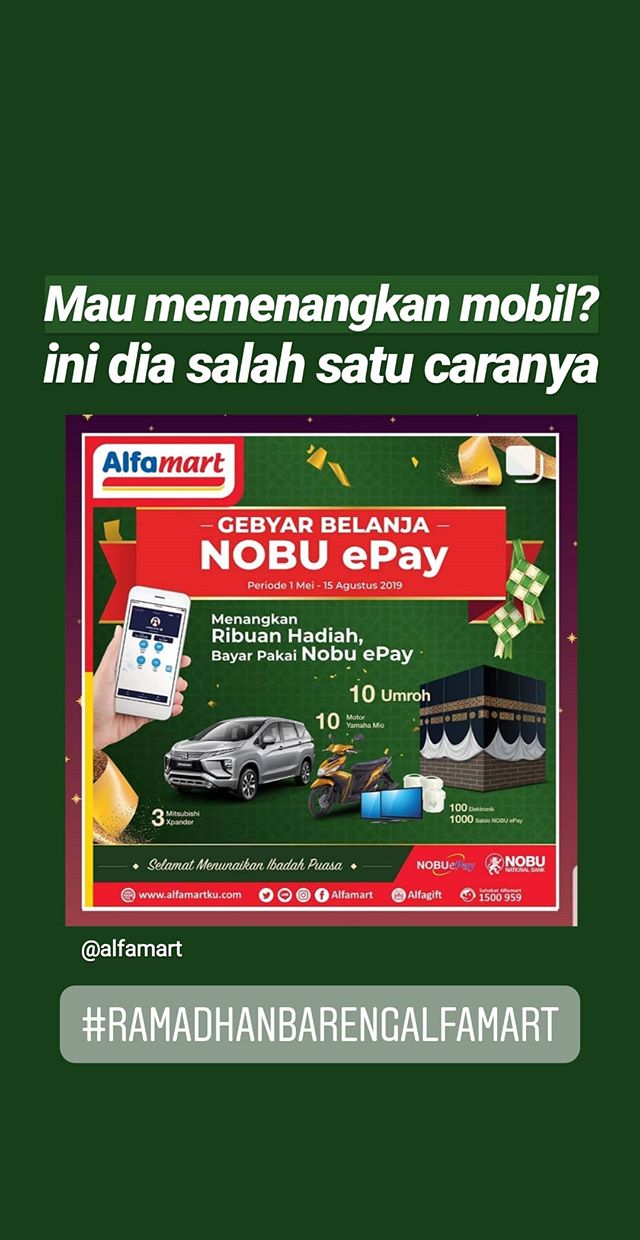 Mau memenangkan mobil?
ini dia salah satu caranya
Alfamart
GEBYAR BELANJA
NOBU ePay
Periode 1 Mei - 15 Agustus 2019
Menangkan
Ribuan Hadiah,
Bayar Pakai Nobu ePay
10 Umroh
10 Motor
Yamaha Mio
3 Mitsubishi
Xpander
100 Elektronik
1000 Saldo NOBU ePay
Selamat Menunaikan Ibadah Puasa
NOBU ePay
NOBU
NATIONAL BANK
www.alfamartku.com
Alfamart
Alfagift
Sahabat Alfamart
1500 959
@alfamart
#RAMADHANBARENGALFAMART